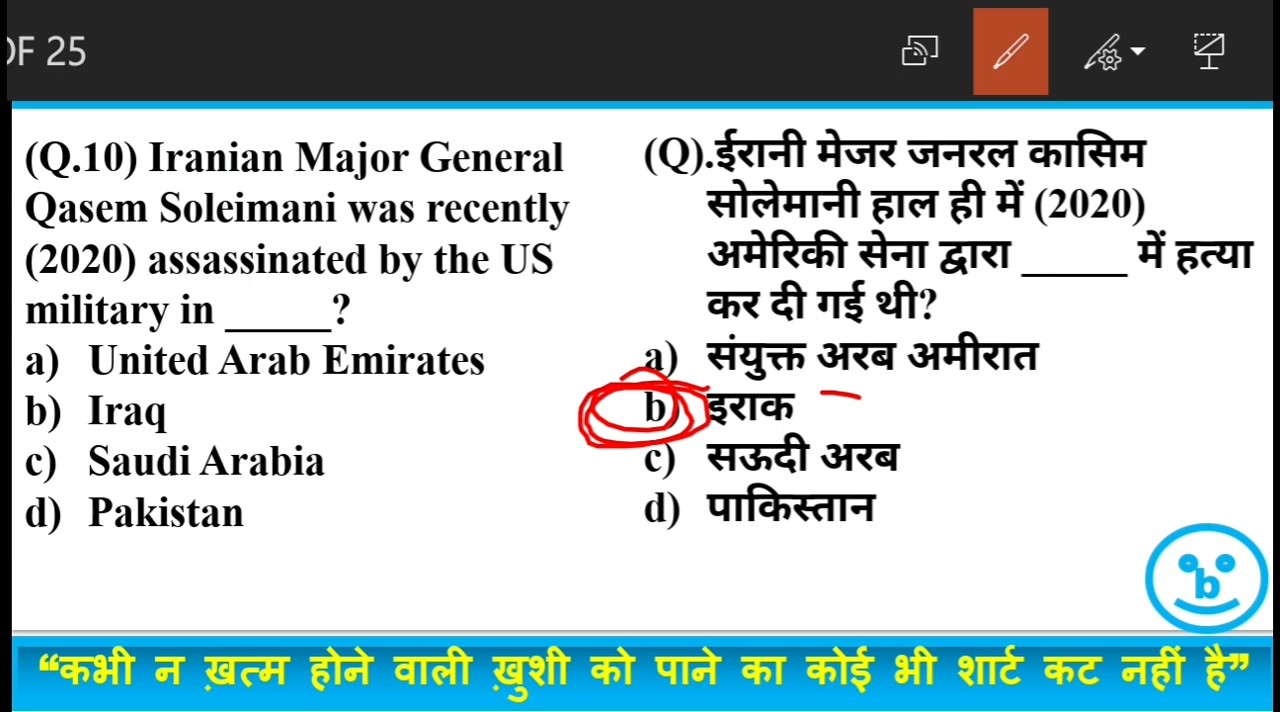 OF 25
(Q.10) Iranian Major General
Qasem Soleimani was recently
(2020) assassinated by the US
military in _____?
a) United Arab Emirates
b) Iraq
c) Saudi Arabia
d) Pakistan
(Q).ईरानी मेजर जनरल कासिम
सोलेमानी हाल ही में (2020)
अमेरिकी सेना द्वारा _____ में हत्या
कर दी गई थी?
a) संयुक्त अरब अमीरात
b) इराक
c) सऊदी अरब
d) पाकिस्तान
b
“कभी न ख़त्म होने वाली ख़ुशी को पाने का कोई भी शार्ट कट नहीं है”